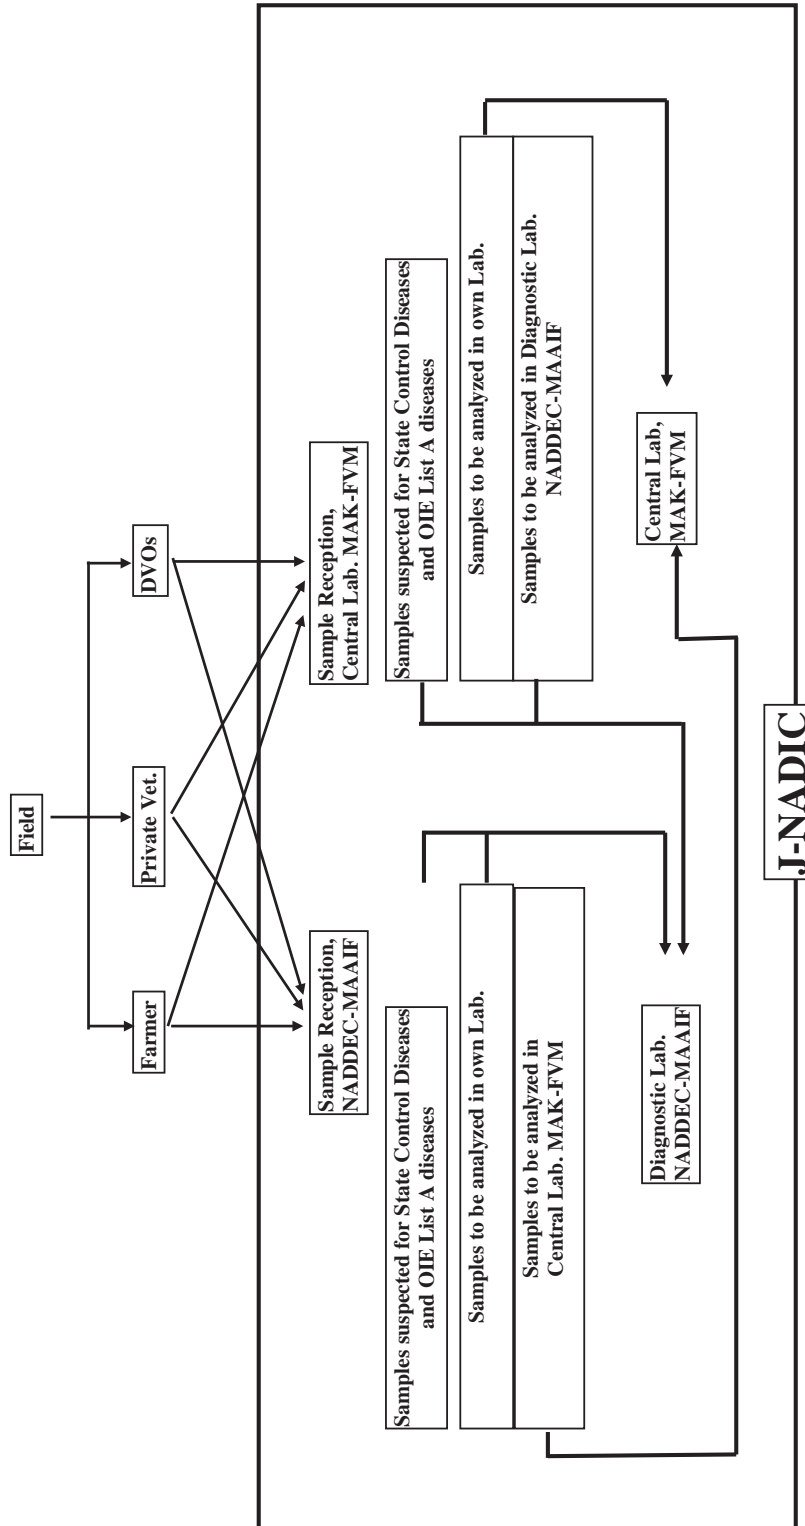 Field
Farmer
Private Vet.
DVOs
Sample Reception,
NADDEC-MAAIF
Sample Reception,
Central Lab. MAK-FVM
Samples suspected for State Control Diseases
and OIE List A diseases
Samples to be analyzed in own Lab.
Samples to be analyzed in
Central Lab. MAK-FVM
Samples suspected for State Control Diseases
and OIE List A diseases
Samples to be analyzed in own Lab.
Samples to be analyzed in Diagnostic Lab.
NADDEC-MAAIF
Diagnostic Lab.
NADDEC-MAAIF
Central Lab,
MAK-FVM
J-NADIC